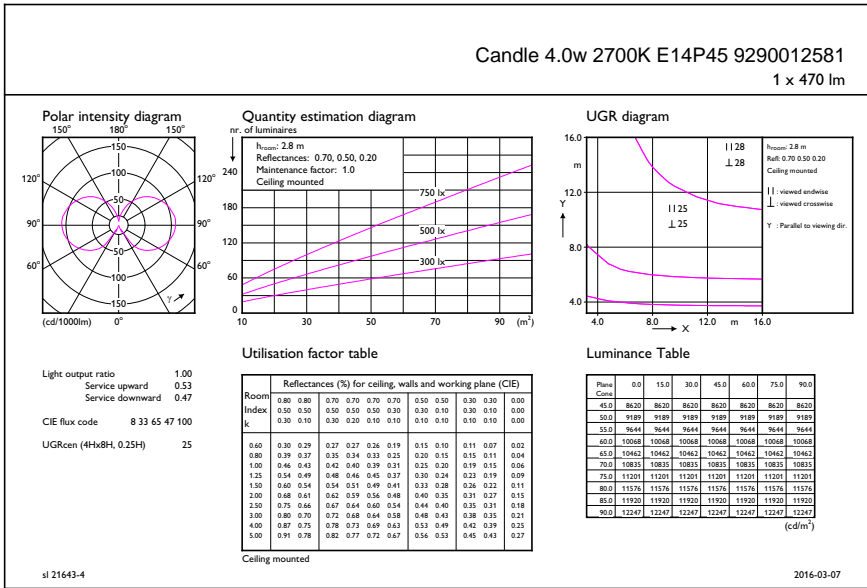 Candle 4.0w 2700K E14P45 9290012581
1 x 470 lm
Polar intensity diagram
150° 180° 150°
120° 120°
90° 90°
60° 60°
150
100
50
50
100
150
γ
(cd/1000lm) 0°
Light output ratio 1.00
Service upward 0.53
Service downward 0.47
CIE flux code 8 33 65 47 100
UGRcen (4Hx8H, 0.25H) 25
Quantity estimation diagram
nr. of luminaires
hroom: 2.8 m
Reflectances: 0.70, 0.50, 0.20
Maintenance factor: 1.0
Ceiling mounted
240
180
120
60
0
750 lx
500 lx
300 lx
10 30 50 70 90 (m²)
UGR diagram
16.0
m
12.0
Y
8.0
4.0
II 28
⊥ 28
II 25
⊥ 25
4.0 8.0 12.0 m 16.0
X
hroom: 2.8 m
Refl: 0.70 0.50 0.20
Ceiling mounted
II : viewed endwise
⊥ : viewed crosswise
Y : Parallel to viewing dir.
Utilisation factor table
Room Index k
Reflectances (%) for ceiling, walls and working plane (CIE)
0.80 0.80 0.70 0.70 0.70 0.70 0.50 0.50 0.30 0.30 0.00
0.50 0.50 0.50 0.50 0.50 0.30 0.30 0.10 0.30 0.10 0.00
0.30 0.10 0.30 0.20 0.10 0.10 0.10 0.10 0.10 0.10 0.00
0.60 0.30 0.29 0.27 0.27 0.26 0.19 0.15 0.10 0.11 0.07 0.02
0.80 0.39 0.37 0.35 0.34 0.33 0.25 0.20 0.15 0.15 0.11 0.04
1.00 0.46 0.43 0.42 0.40 0.39 0.31 0.25 0.20 0.19 0.15 0.06
1.25 0.54 0.49 0.48 0.46 0.45 0.37 0.30 0.24 0.23 0.19 0.09
1.50 0.60 0.54 0.54 0.51 0.49 0.41 0.33 0.28 0.26 0.22 0.11
2.00 0.68 0.61 0.62 0.59 0.56 0.48 0.40 0.35 0.31 0.27 0.15
2.50 0.75 0.66 0.67 0.64 0.60 0.54 0.44 0.40 0.35 0.31 0.18
3.00 0.80 0.70 0.72 0.68 0.64 0.58 0.48 0.43 0.38 0.35 0.21
4.00 0.87 0.75 0.78 0.73 0.69 0.63 0.53 0.49 0.42 0.39 0.25
5.00 0.91 0.78 0.82 0.77 0.72 0.67 0.56 0.53 0.45 0.43 0.27
Ceiling mounted
Luminance Table
Plane Cone 0.0 15.0 30.0 45.0 60.0 75.0 90.0
45.0 8620 8620 8620 8620 8620 8620 8620
50.0 9189 9189 9189 9189 9189 9189 9189
55.0 9644 9644 9644 9644 9644 9644 9644
60.0 10068 10068 10068 10068 10068 10068 10068
65.0 10462 10462 10462 10462 10462 10462 10462
70.0 10835 10835 10835 10835 10835 10835 10835
75.0 11201 11201 11201 11201 11201 11201 11201
80.0 11576 11576 11576 11576 11576 11576 11576
85.0 11920 11920 11920 11920 11920 11920 11920
90.0 12247 12247 12247 12247 12247 12247 12247
(cd/m²)
sl 21643-4
2016-03-07